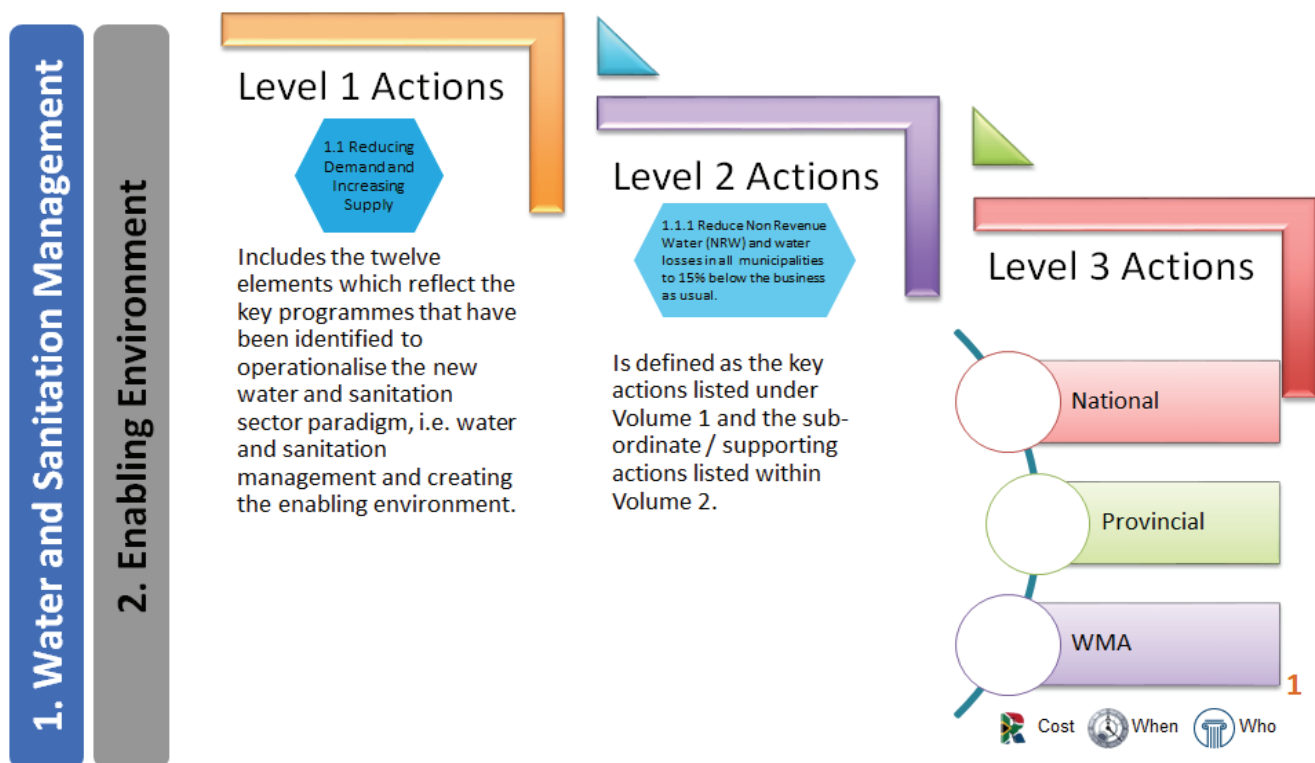 1. Water and Sanitation Management
2. Enabling Environment
Level 1 Actions
1.1 Reducing
Demand and
Increasing
Supply
Includes the twelve
elements which reflect the
key programmes that have
been identified to
operationalise the new
water and sanitation
sector paradigm, i.e. water
and sanitation
management and creating
the enabling environment.
Level 2 Actions
1.1.1 Reduce Non Revenue
Water (NRW) and water
losses in all municipalities
to 15% below the business
as usual.
Is defined as the key
actions listed under
Volume 1 and the sub-
ordinate / supporting
actions listed within
Volume 2.
Level 3 Actions
National
Provincial
WMA
1
Cost When Who